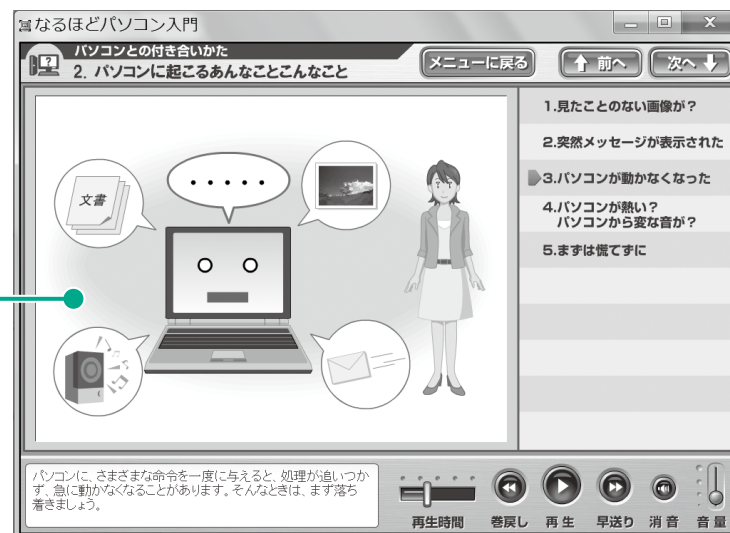 なるほどパソコン入門
パソコンとの付き合いかた
2. パソコンに起こるあんなことこんなこと
メニューに戻る
前へ
次へ
1.見たことのない画像が？
2.突然メッセージが表示された
3.パソコンが動かなくなった
4.パソコンが熱い？
パソコンから変な音が？
5.まずは慌てずに
・・・・・
文書
パソコンに、さまざまな命令を一度に与えると、処理が追いつか
ず、急に動かなくなることがあります。そんなときは、まず落ち
着きましょう。
再生時間
巻戻し
再生
早送り
消音
音量